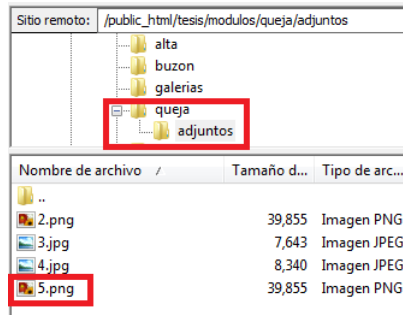 Sitio remoto: /public_html/tesis/modulos/queja/adjuntos
alta
buzon
galerias
queja
adjuntos
Nombre de archivo / Tamaño d... Tipo de arc...
..
2.png 39,855 Imagen PNG
3.jpg 7,643 Imagen JPEG
4.jpg 8,340 Imagen JPEG
5.png 39,855 Imagen PNG